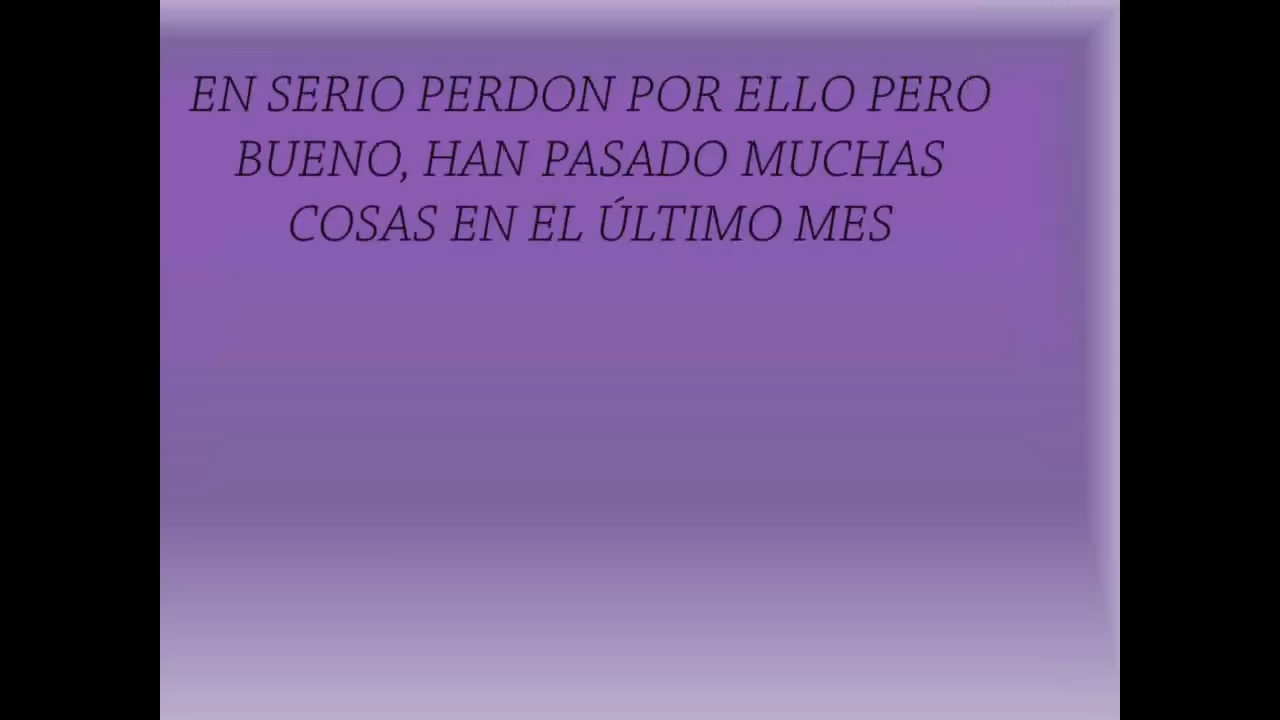 EN SERIO PERDON POR ELLO PERO
BUENO, HAN PASADO MUCHAS
COSAS EN EL ÚLTIMO MES